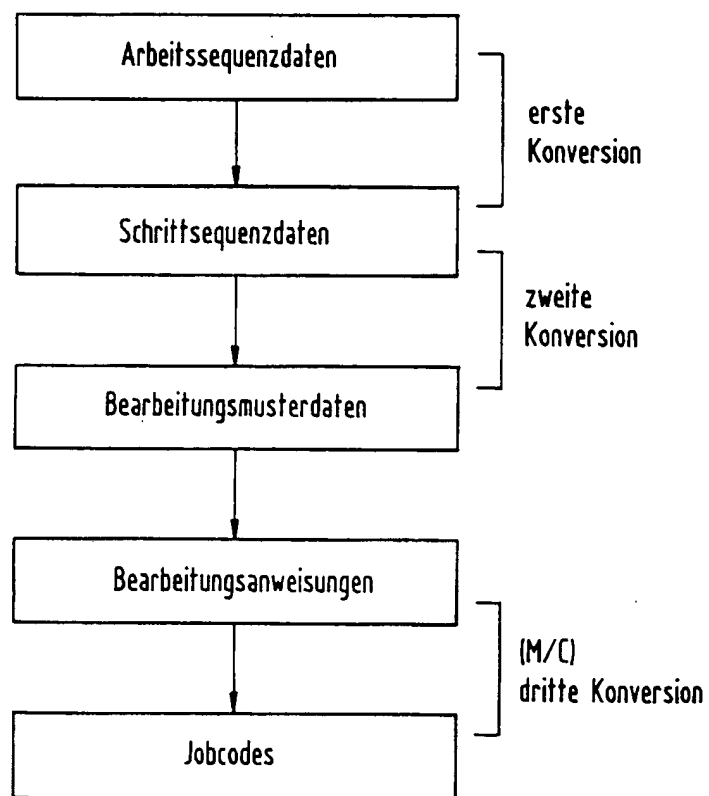 Arbeitssequenzdaten
erste
Konversion
Schrittsequenzdaten
zweite
Konversion
Bearbeitungsmusterdaten
Bearbeitungsanweisungen
(M/C)
dritte Konversion
Jobcodes